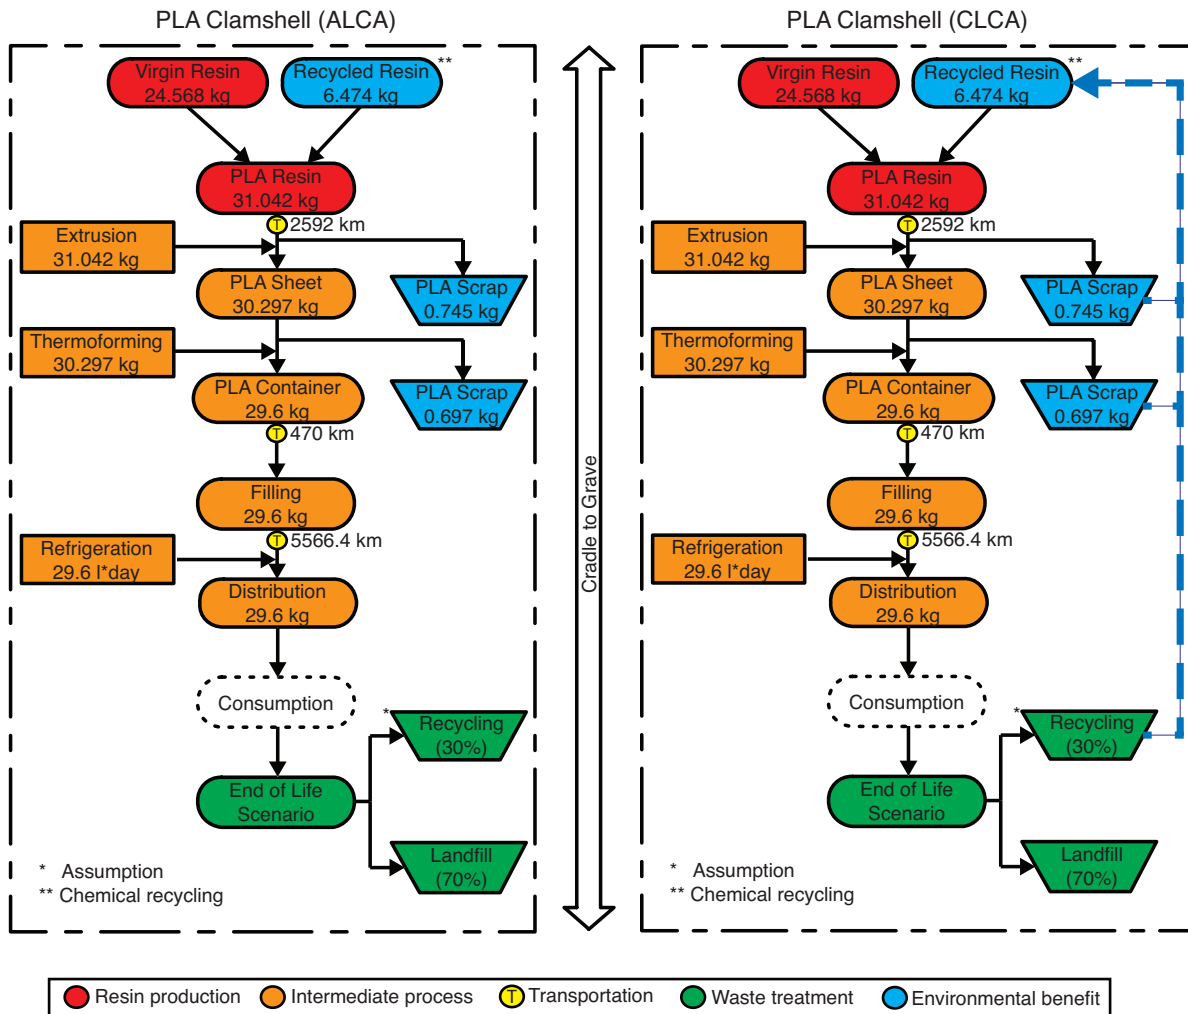 PLA Clamshell (ALCA)
Virgin Resin
24.568 kg
Recycled Resin
6.474 kg
**
PLA Resin
31.042 kg
T 2592 km
Extrusion
31.042 kg
PLA Sheet
30.297 kg
PLA Scrap
0.745 kg
Thermoforming
30.297 kg
PLA Container
29.6 kg
PLA Scrap
0.697 kg
T 470 km
Filling
29.6 kg
T 5566.4 km
Refrigeration
29.6 l*day
Distribution
29.6 kg
Consumption
*
Recycling
(30%)
End of Life
Scenario
Landfill
(70%)
* Assumption
** Chemical recycling
Cradle to Grave
PLA Clamshell (CLCA)
Virgin Resin
24.568 kg
Recycled Resin
6.474 kg
**
PLA Resin
31.042 kg
T 2592 km
Extrusion
31.042 kg
PLA Sheet
30.297 kg
PLA Scrap
0.745 kg
Thermoforming
30.297 kg
PLA Container
29.6 kg
PLA Scrap
0.697 kg
T 470 km
Filling
29.6 kg
T 5566.4 km
Refrigeration
29.6 l*day
Distribution
29.6 kg
Consumption
*
Recycling
(30%)
End of Life
Scenario
Landfill
(70%)
* Assumption
** Chemical recycling
Resin production Intermediate process T Transportation Waste treatment Environmental benefit